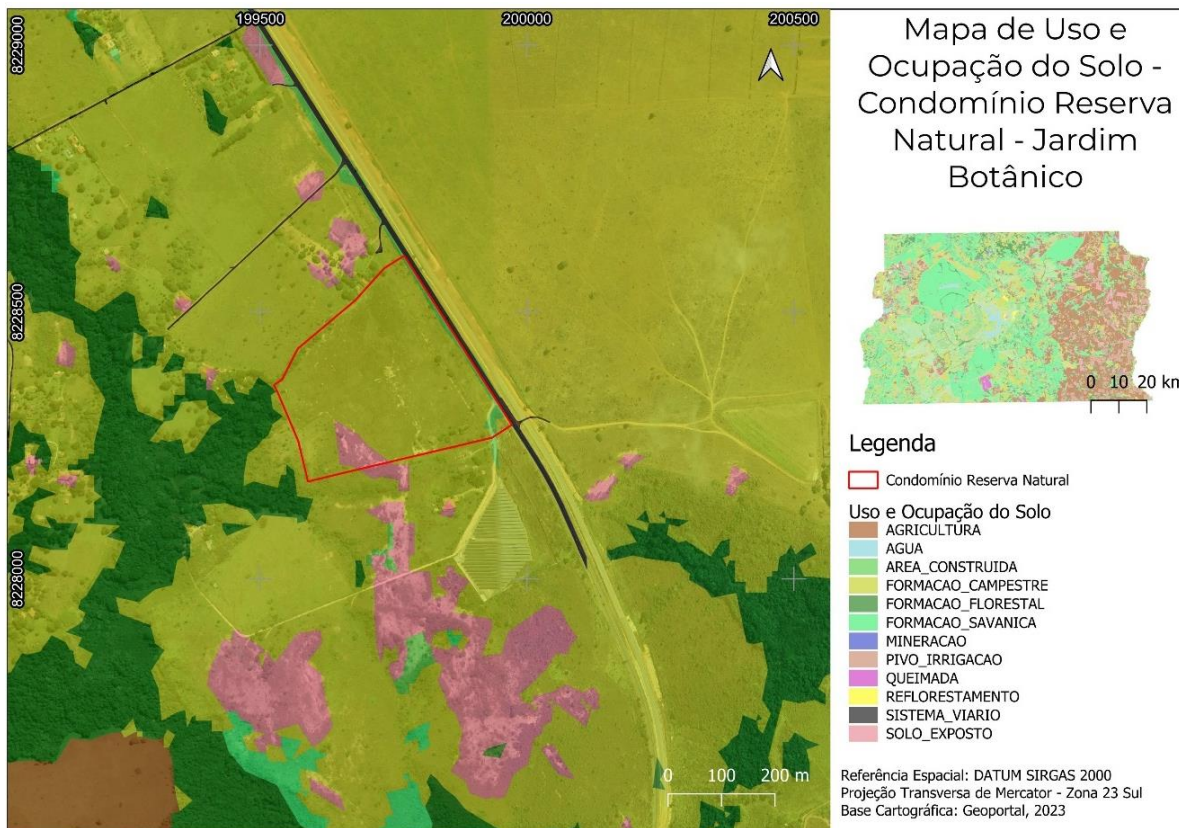 199500
200000
200500
8229000
8228500
8228000
0 100 200 m
Mapa de Uso e
Ocupação do Solo -
Condomínio Reserva
Natural - Jardim
Botânico
0 10 20 km
Legenda
Condomínio Reserva Natural
Uso e Ocupação do Solo
AGRICULTURA
AGUA
AREA_CONSTRUIDA
FORMACAO_CAMPESTRE
FORMACAO_FLORESTAL
FORMACAO_SAVANICA
MINERACAO
PIVO_IRRIGACAO
QUEIMADA
REFLORESTAMENTO
SISTEMA_VIARIO
SOLO_EXPOSTO
Referência Espacial: DATUM SIRGAS 2000
Projeção Transversa de Mercator - Zona 23 Sul
Base Cartográfica: Geoportal, 2023